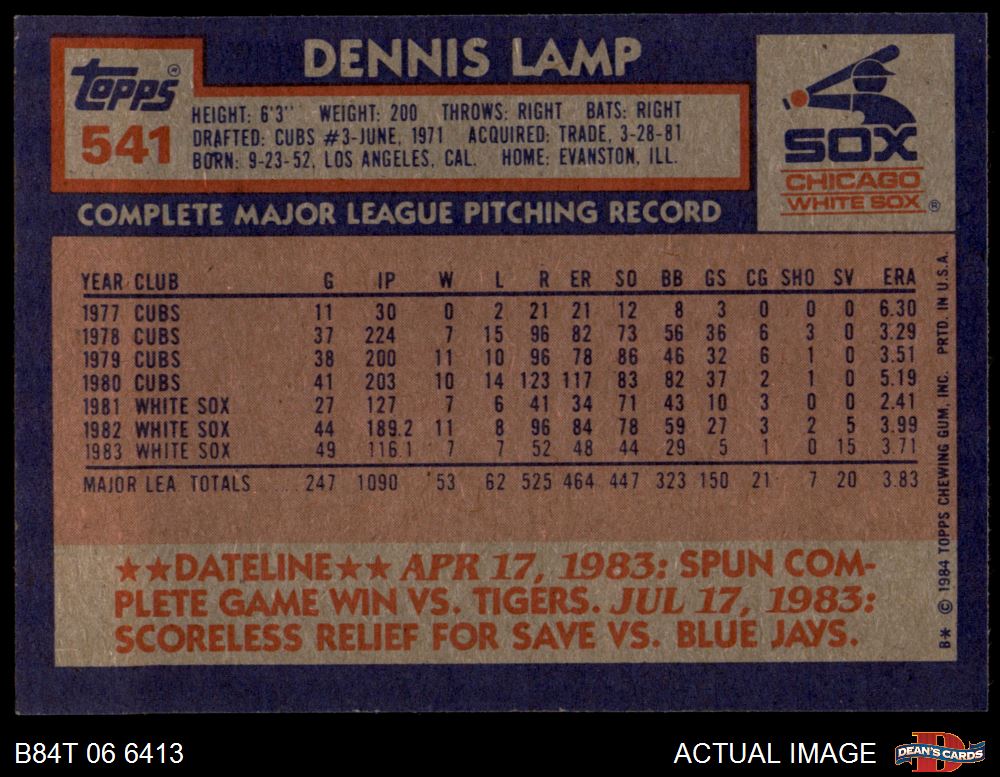 DENNIS LAMP
Topps®
541
HEIGHT: 6'3" WEIGHT: 200 THROWS: RIGHT BATS: RIGHT
DRAFTED: CUBS #3-JUNE, 1971 ACQUIRED: TRADE, 3-28-81
BORN: 9-23-52, LOS ANGELES, CAL. HOME: EVANSTON, ILL.
SOX
CHICAGO
WHITE SOX ®
COMPLETE MAJOR LEAGUE PITCHING RECORD
YEAR CLUB G IP W L R ER SO BB GS CG SHO SV ERA
1977 CUBS 11 30 0 2 21 21 12 8 3 0 0 0 6.30
1978 CUBS 37 224 7 15 96 82 73 56 36 6 3 0 3.29
1979 CUBS 38 200 11 10 96 78 86 46 32 6 1 0 3.51
1980 CUBS 41 203 10 14 123 117 83 82 37 2 1 0 5.19
1981 WHITE SOX 27 127 7 6 41 34 71 43 10 3 0 0 2.41
1982 WHITE SOX 44 189.2 11 8 96 84 78 59 27 3 2 5 3.99
1983 WHITE SOX 49 116.1 7 7 52 48 44 29 5 1 0 15 3.71
MAJOR LEA. TOTALS .... 247 1090 53 62 525 464 447 323 150 21 7 20 3.83
★★DATELINE★★ APR 17, 1983: SPUN COM-
PLETE GAME WIN VS. TIGERS. JUL 17, 1983:
SCORELESS RELIEF FOR SAVE VS. BLUE JAYS.
B* © 1984 TOPPS CHEWING GUM, INC. PRTD. IN U.S.A.
B84T 06 6413
ACTUAL IMAGE
DEAN'S CARDS